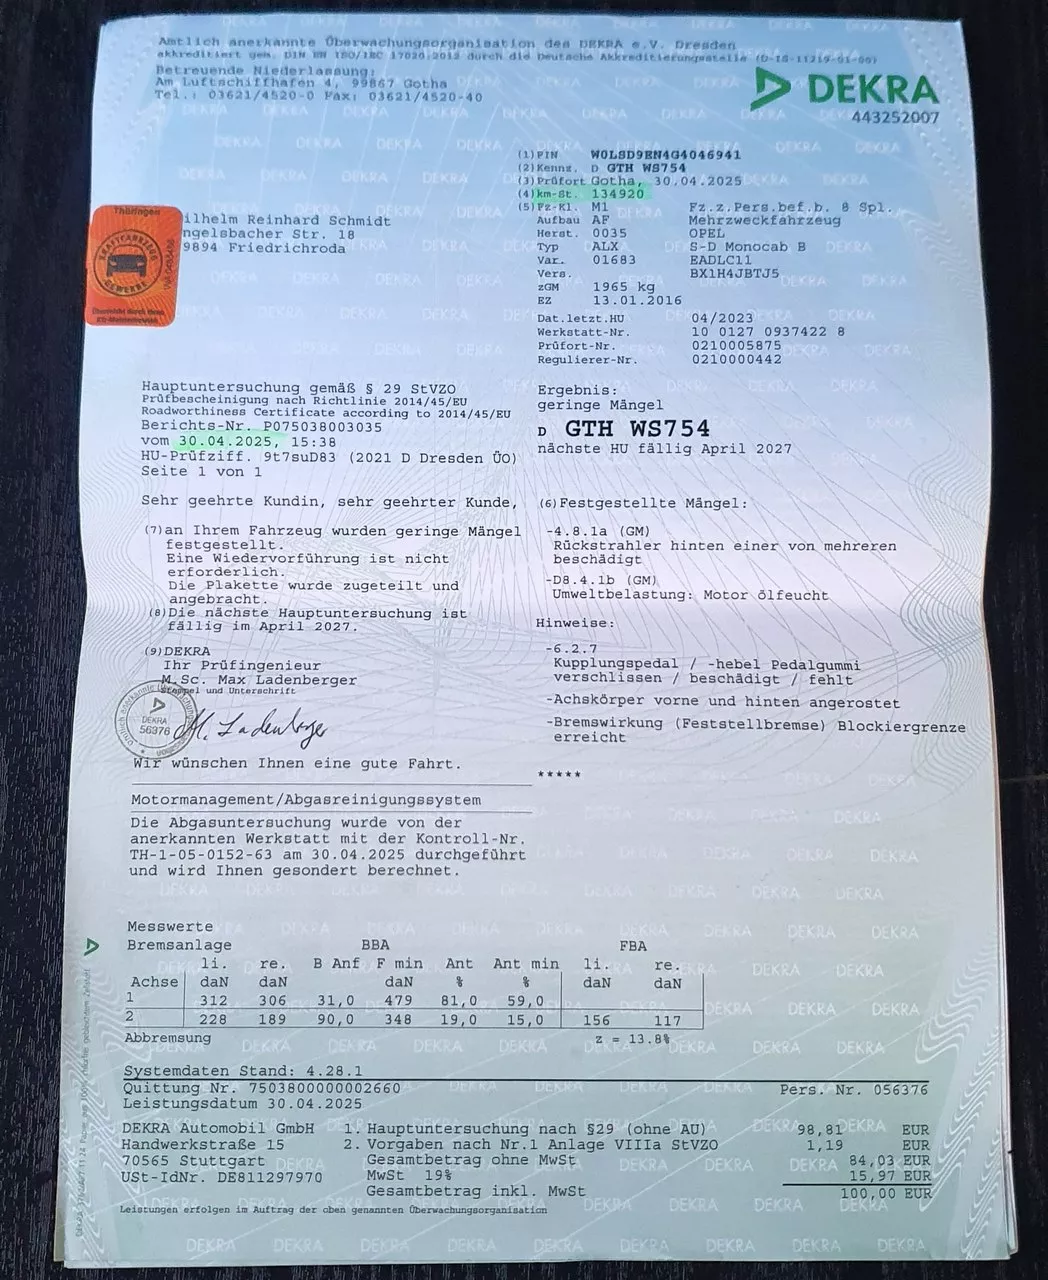 Amtlich anerkannte Überwachungsorganisation des DEKRA e.V. Dresden
akkreditiert gem. DIN EN ISO/IEC 17020:2012 durch die Deutsche Akkreditierungsstelle (D-IS-11219-01-00)
Betreuende Niederlassung:
Am Luftschiffhafen 4, 99867 Gotha
Tel.: 03621/4520-0 Fax: 03621/4520-40
DEKRA
443252007
(1) FIN W0LSD9EN4G4046941
(2) Kennz. D GTH WS754
(3) Prüfort Gotha, 30.04.2025
(4) km-St. 134920
(5) Fz-Kl. M1 Fz.z.Pers.bef.b. 8 Spl.
Aufbau AF Mehrzweckfahrzeug
Herst. 0035 OPEL
Typ ALX S-D Monocab B
Var. 01683 EADLC11
Vers. BX1H4JBTJ5
zGM 1965 kg
EZ 13.01.2016
Dat.letzt.HU 04/2023
Werkstatt-Nr. 10 0127 0937422 8
Prüfort-Nr. 0210005875
Regulierer-Nr. 0210000442
Thüringen
KRAFTFAHRZEUG
GEWERBE
ilhelm Reinhard Schmidt
ngelsbacher Str. 18
9894 Friedrichroda
Hauptuntersuchung gemäß § 29 StVZO
Prüfbescheinigung nach Richtlinie 2014/45/EU
Roadworthiness Certificate according to 2014/45/EU
Berichts-Nr. P075038003035
vom 30.04.2025, 15:38
HU-Prüfziff. 9t7suD83 (2021 D Dresden ÜO)
Seite 1 von 1
Ergebnis:
geringe Mängel
D GTH WS754
nächste HU fällig April 2027
Sehr geehrte Kundin, sehr geehrter Kunde,
(7) an Ihrem Fahrzeug wurden geringe Mängel
festgestellt.
Eine Wiedervorführung ist nicht
erforderlich.
Die Plakette wurde zugeteilt und
angebracht.
(8) Die nächste Hauptuntersuchung ist
fällig im April 2027.
(9) DEKRA
Ihr Prüfingenieur
M.Sc. Max Ladenberger
Stempel und Unterschrift
DEKRA
56376
M. Ladenberger
Wir wünschen Ihnen eine gute Fahrt.
(6) Festgestellte Mängel:
-4.8.1a (GM)
Rückstrahler hinten einer von mehreren
beschädigt
-D8.4.1b (GM)
Umweltbelastung: Motor ölfeucht
Hinweise:
-6.2.7
Kupplungspedal / -hebel Pedalgummi
verschlissen / beschädigt / fehlt
-Achskörper vorne und hinten angerostet
-Bremswirkung (Feststellbremse) Blockiergrenze
erreicht
*****
Motormanagement/Abgasreinigungssystem
Die Abgasuntersuchung wurde von der
anerkannten Werkstatt mit der Kontroll-Nr.
TH-1-05-0152-63 am 30.04.2025 durchgeführt
und wird Ihnen gesondert berechnet.
Messwerte
Bremsanlage BBA FBA
li. re. B Anf F min Ant Ant min li. re.
Achse daN daN daN % % daN daN
1 312 306 31,0 479 81,0 59,0
2 228 189 90,0 348 19,0 15,0 156 117
Abbremsung z = 13.8%
Systemdaten Stand: 4.28.1
Quittung Nr. 7503800000002660 Pers. Nr. 056376
Leistungsdatum 30.04.2025
DEKRA Automobil GmbH 1. Hauptuntersuchung nach §29 (ohne AU) 98,81 EUR
Handwerkstraße 15 2. Vorgaben nach Nr.1 Anlage VIIIa StVZO 1,19 EUR
70565 Stuttgart Gesamtbetrag ohne MwSt 84,03 EUR
USt-IdNr. DE811297970 MwSt 19% 15,97 EUR
Gesamtbetrag inkl. MwSt 100,00 EUR
Leistungen erfolgen im Auftrag der oben genannten Überwachungsorganisation